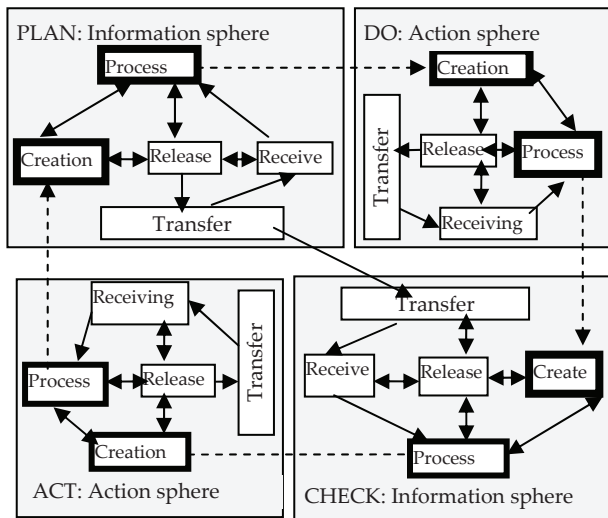 PLAN: Information sphere
Process
Creation
Release
Receive
Transfer
DO: Action sphere
Creation
Transfer
Release
Process
Receiving
Receiving
Transfer
Process
Release
Creation
ACT: Action sphere
Transfer
Receive
Release
Create
Process
CHECK: Information sphere